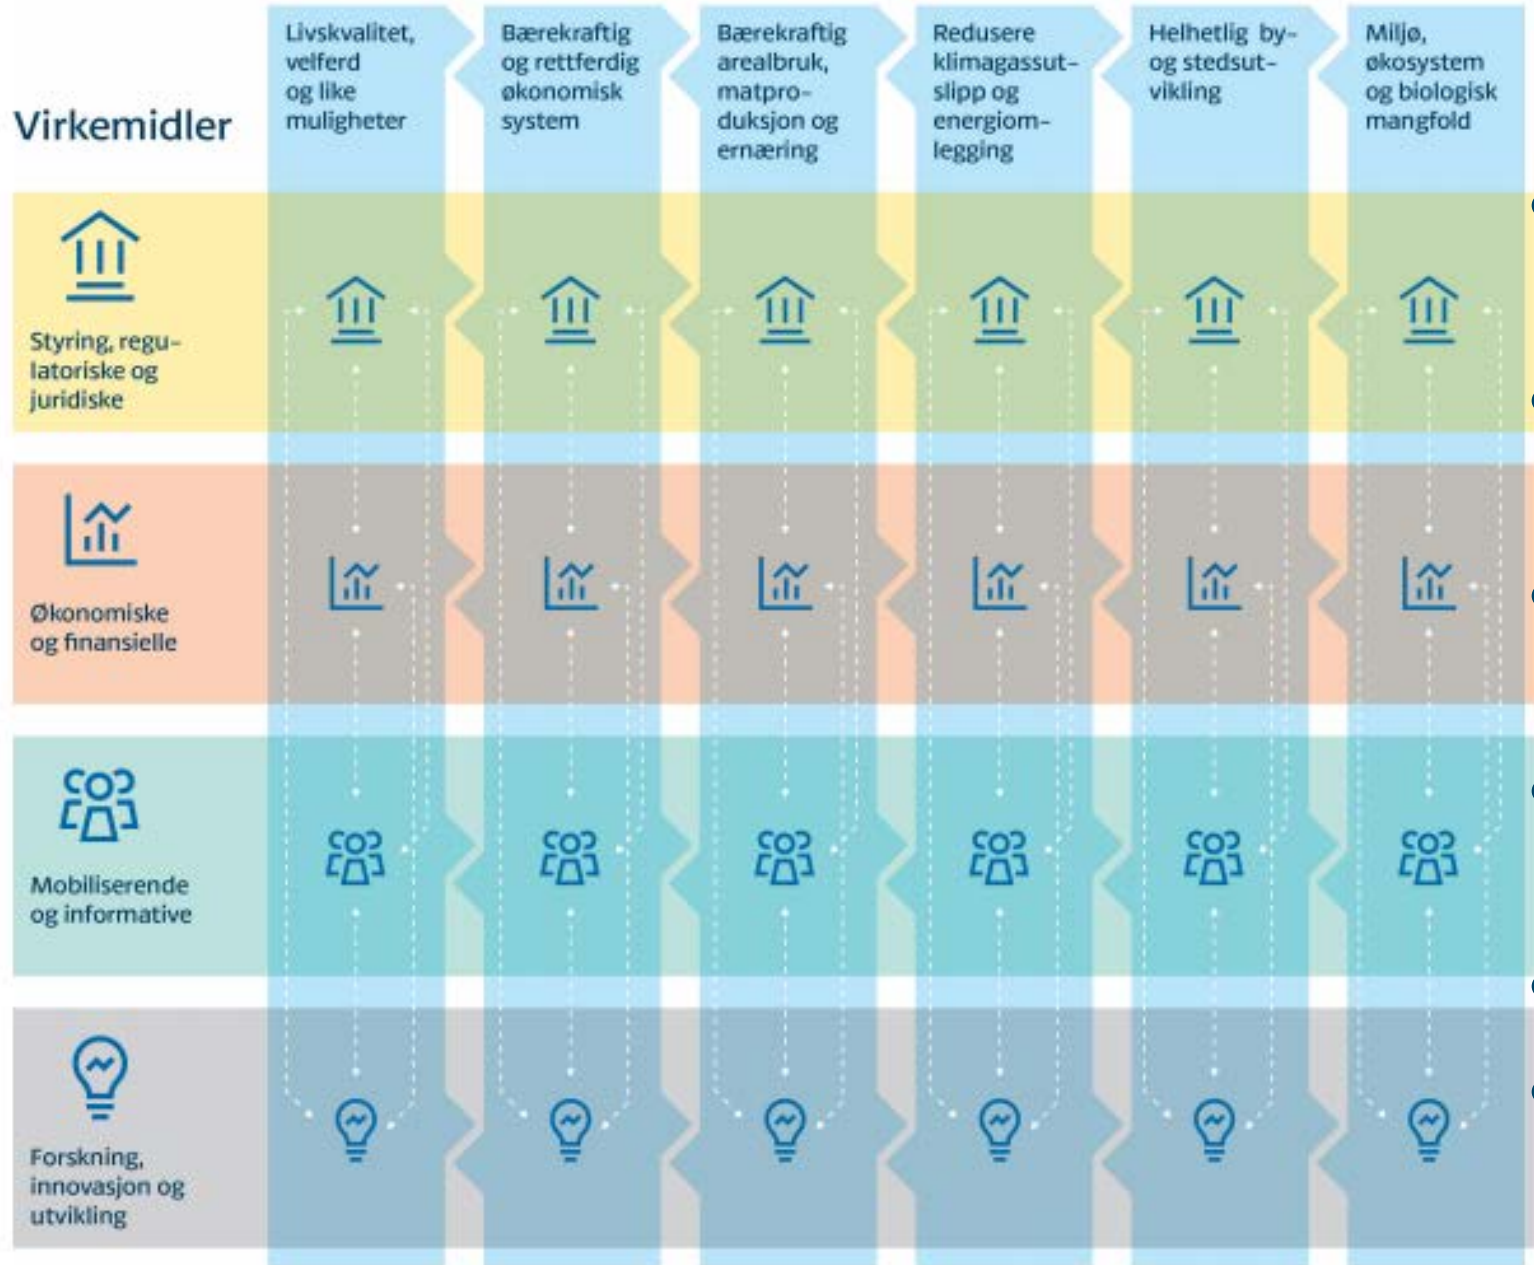 Virkemidler
Livskvalitet,
velferd
og like
muligheter
Bærekraftig
og rettferdig
økonomisk
system
Bærekraftig
arealbruk,
matpro-
duksjon og
ernæring
Redusere
klimagassut-
slipp og
energiom-
legging
Helhetlig by-
og stedsut-
vikling
Miljø,
økosystem
og biologisk
mangfold
Styring, regu-
latoriske og
juridiske
Økonomiske
og finansielle
Mobiliserende
og informative
Forskning,
innovasjon og
utvikling